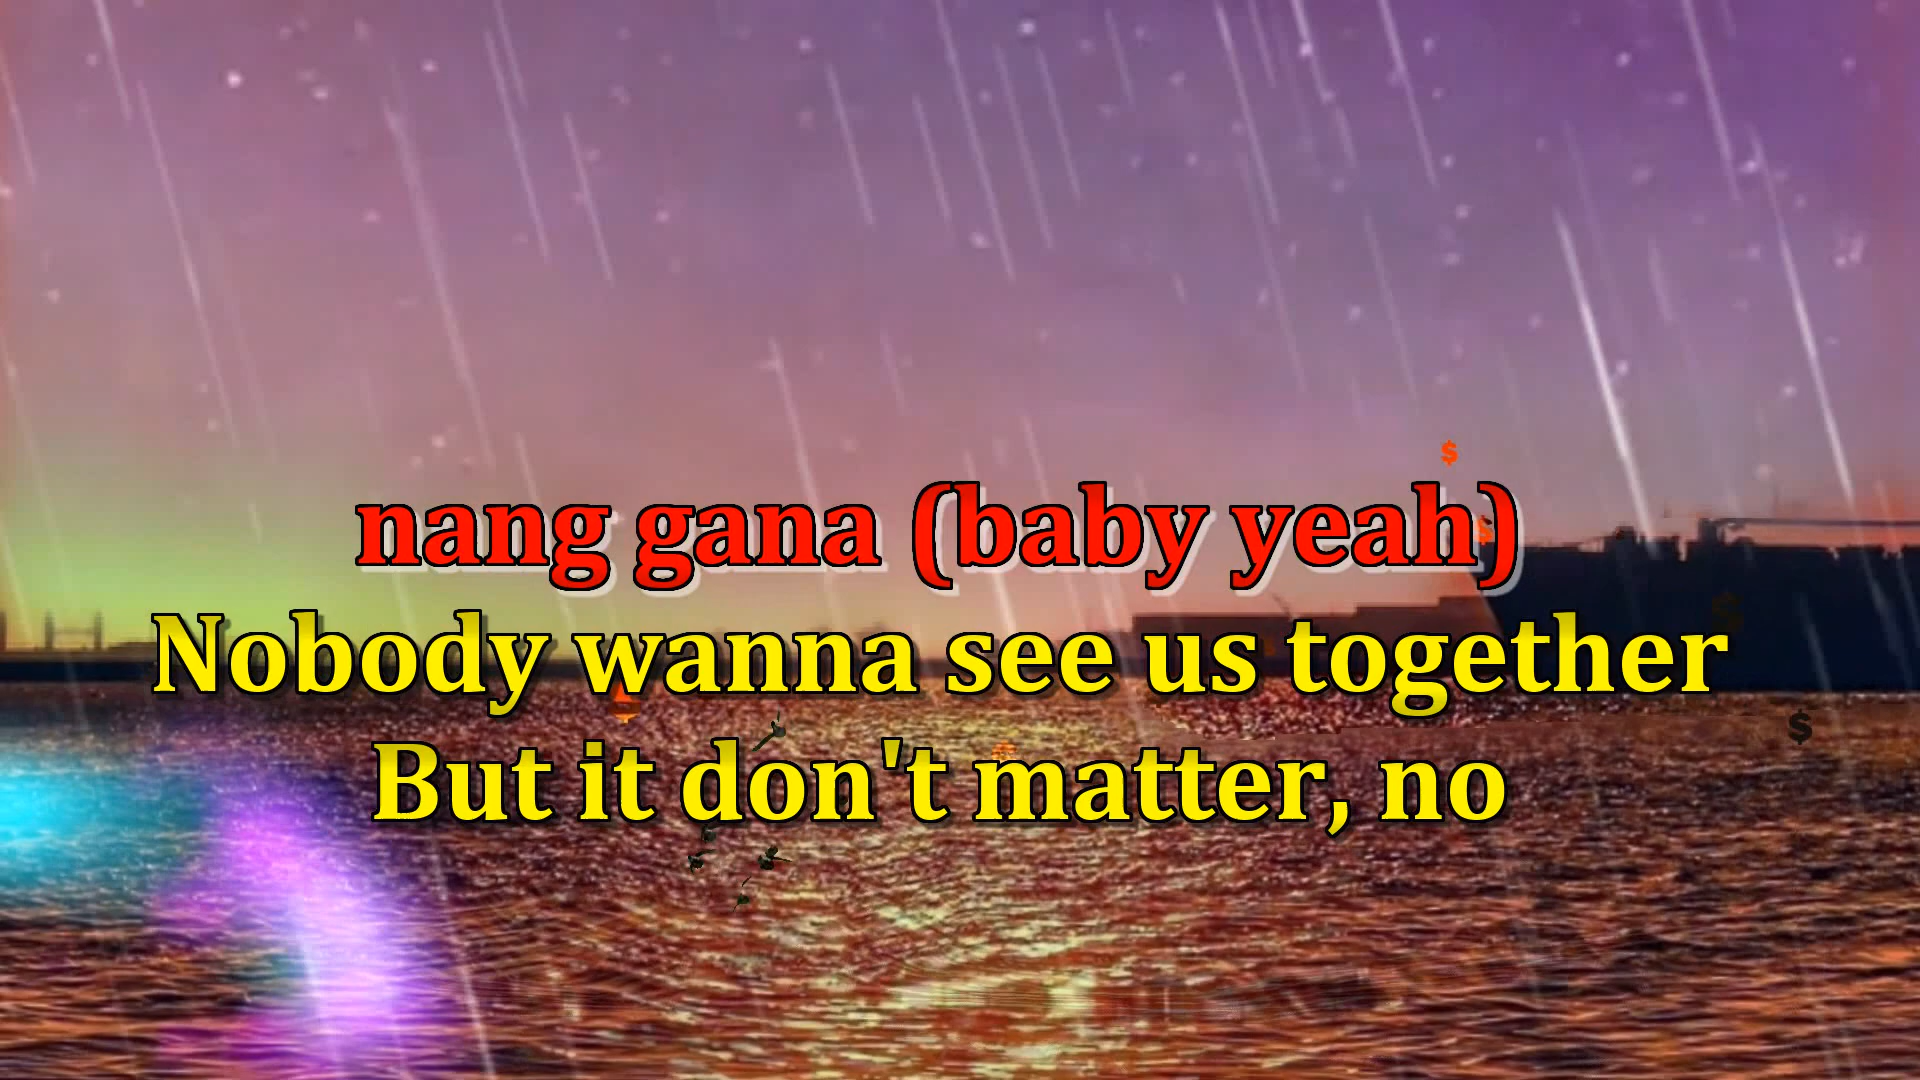 nang gana (baby yeah)
Nobody wanna see us together
But it don't matter, no